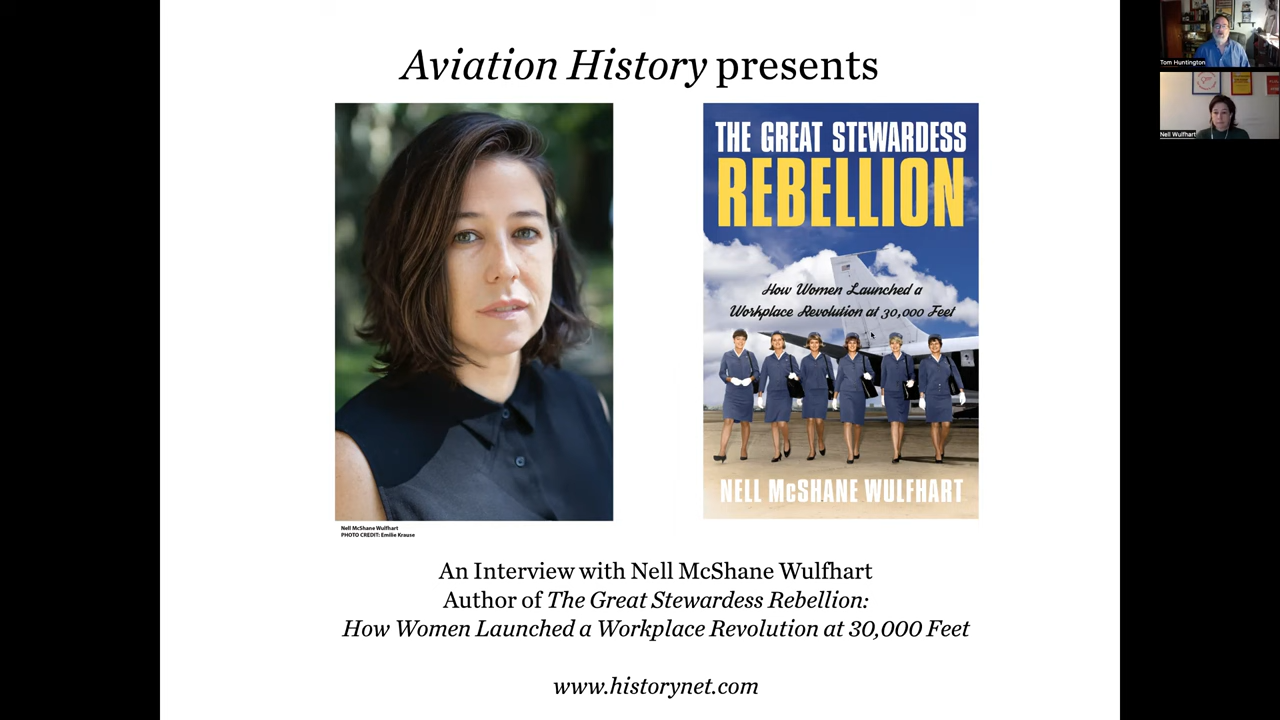 Aviation History presents
THE GREAT STEWARDESS
REBELLION
How Women Launched a
Workplace Revolution at 30,000 Feet
NELL McSHANE WULFHART
Nell McShane Wulfhart
PHOTO CREDIT: Emilie Krause
An Interview with Nell McShane Wulfhart
Author of The Great Stewardess Rebellion:
How Women Launched a Workplace Revolution at 30,000 Feet
www.historynet.com
Tom Huntington
Nell Wulfhart